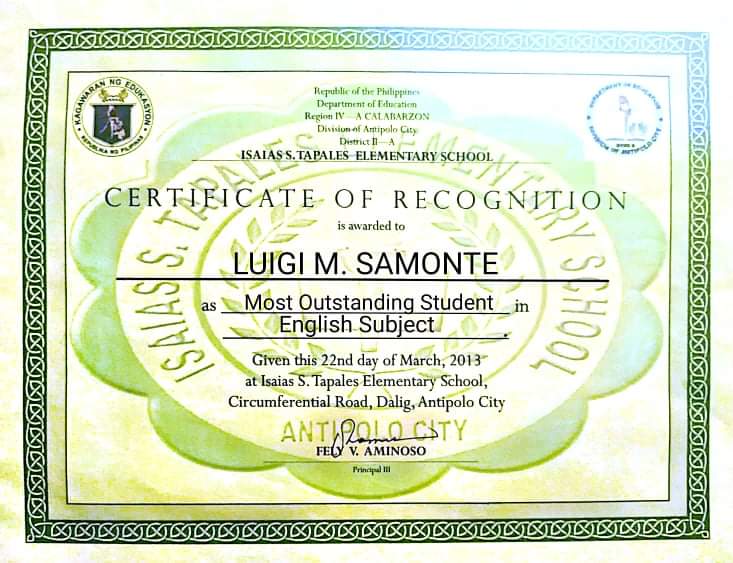 KAGAWARAN NG EDUKASYON
REPUBLIKA NG PILIPINAS
DEPARTMENT OF EDUCATION
DIVISION OF ANTIPOLO CITY
Republic of the Philippines
Department of Education
Region IV — A CALABARZON
Division of Antipolo City
District II — A
ISAIAS S. TAPALES ELEMENTARY SCHOOL
CERTIFICATE OF RECOGNITION
is awarded to
LUIGI M. SAMONTE
as Most Outstanding Student in
English Subject.
Given this 22nd day of March, 2013
at Isaias S. Tapales Elementary School,
Circumferential Road, Dalig, Antipolo City
FELY V. AMINOSO
Principal III
ISAIAS S. TAPALES ELEMENTARY SCHOOL
ANTIPOLO CITY